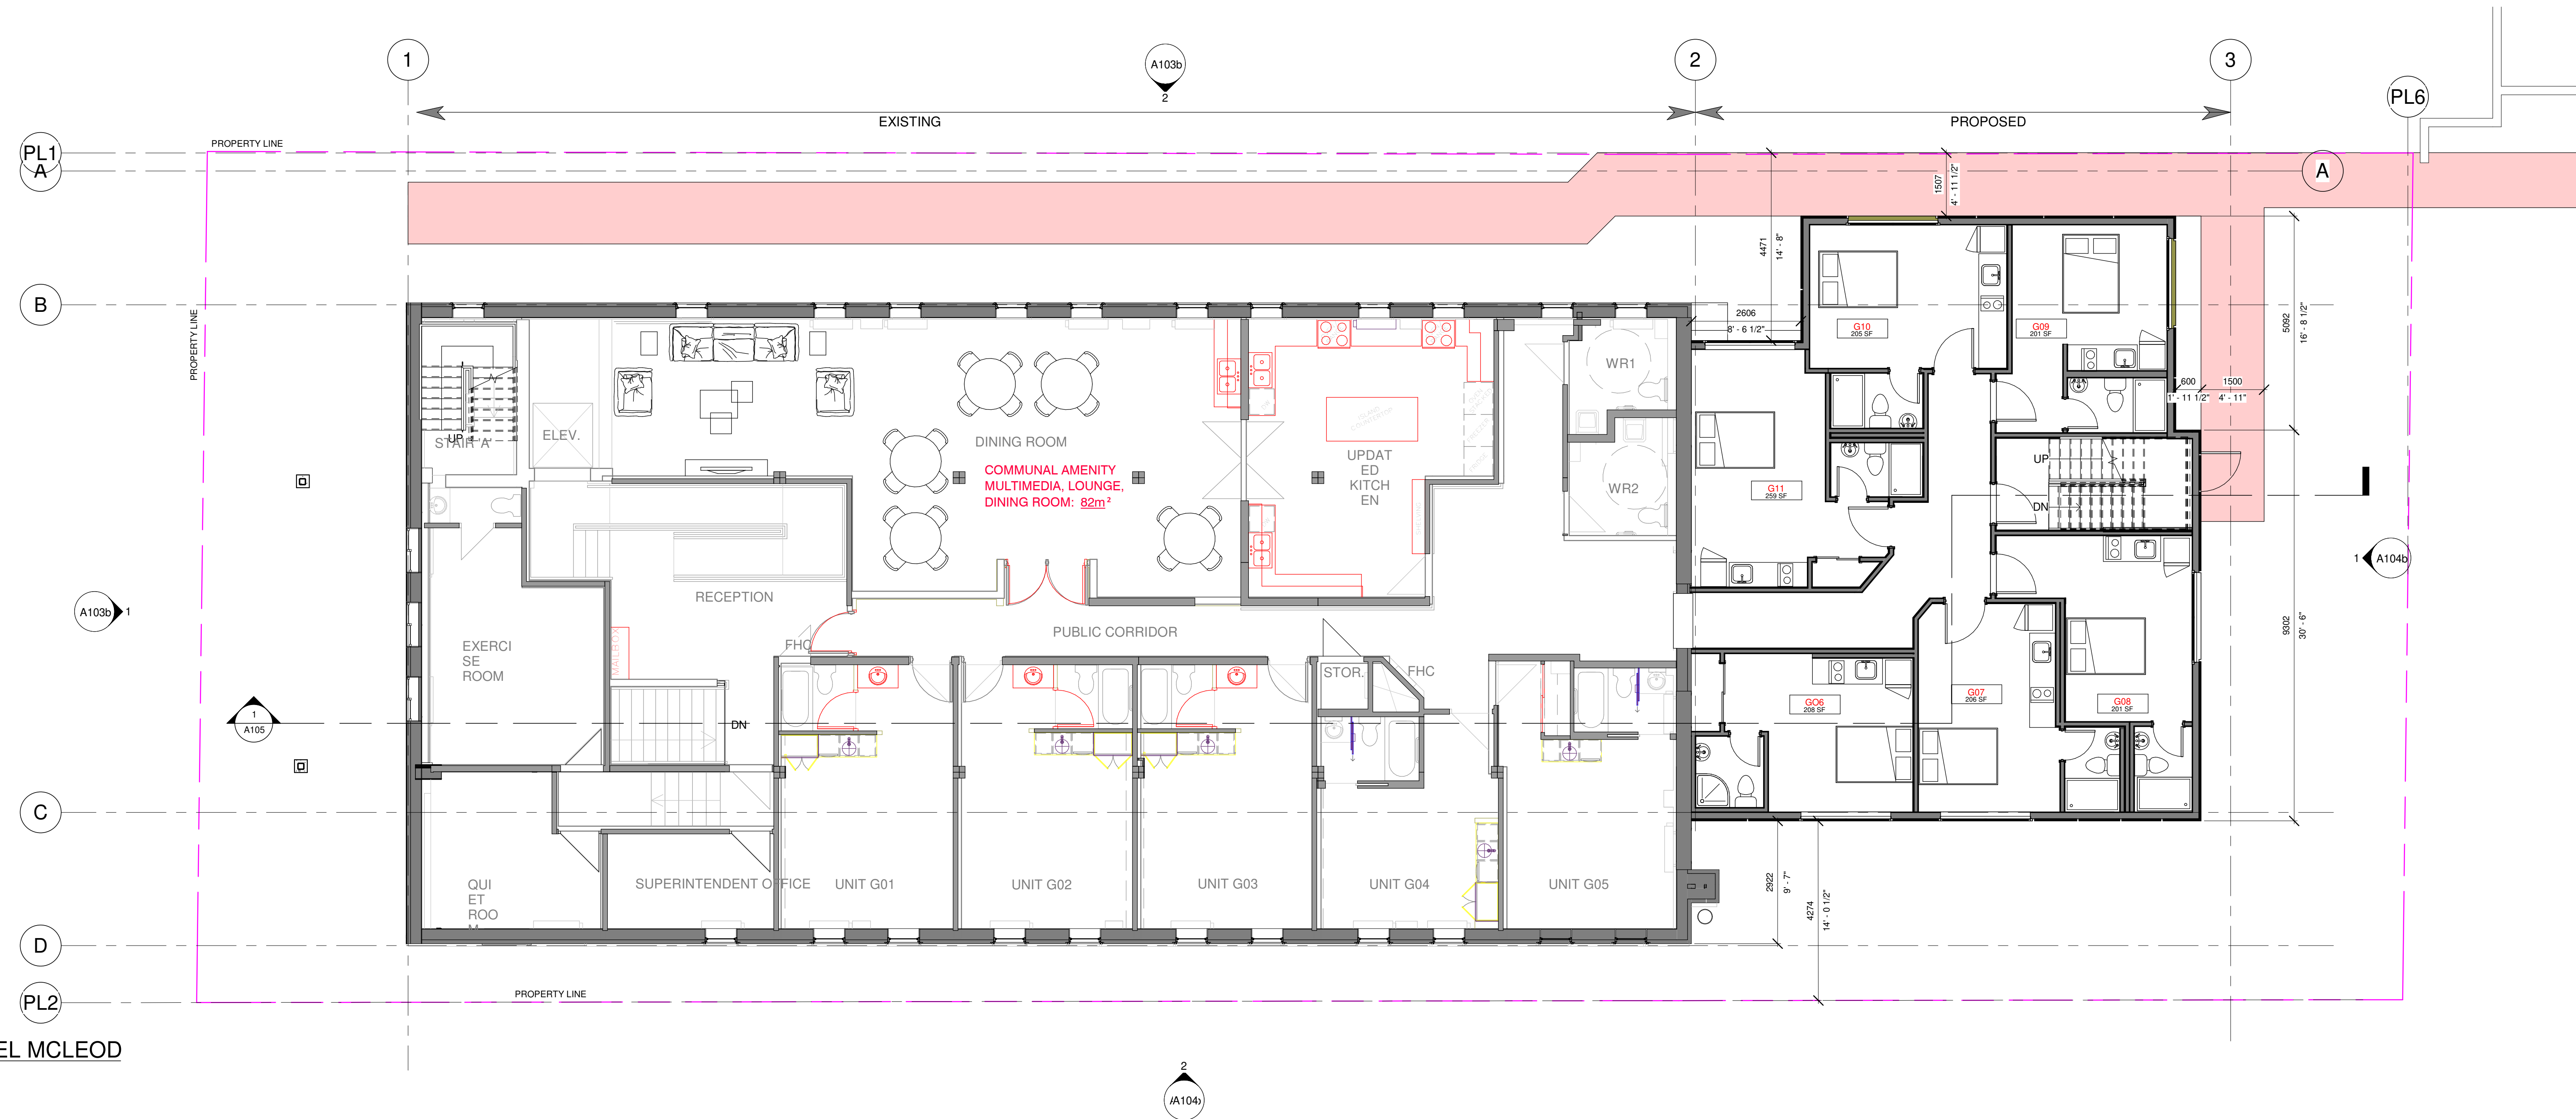 1
A103b
2
2
3
PL6
EXISTING
PROPOSED
PL1
PROPERTY LINE
A
A
1507
4' - 11 1/2"
4471
14' - 8"
B
PROPERTY LINE
2606
8' - 6 1/2"
G10
205 SF
G09
201 SF
5092
16' - 8 1/2"
600
1' - 11 1/2"
1500
4' - 11"
WR1
UP
STAIR 'A'
ELEV.
DINING ROOM
COMMUNAL AMENITY
MULTIMEDIA, LOUNGE,
DINING ROOM: 82m²
ISLAND
COUNTERTOP
UPDAT
ED
KITCH
EN
FREEZER
FRIDGE
WR2
G11
259 SF
UP
DN
1
A104b
A103b
1
RECEPTION
PUBLIC CORRIDOR
FHC
MAILBOX
EXERCI
SE
ROOM
STOR.
FHC
9302
30' - 6"
1
A105
DN
GO6
208 SF
G07
206 SF
G08
201 SF
C
QUI
ET
ROO
M
SUPERINTENDENT OFFICE
UNIT G01
UNIT G02
UNIT G03
UNIT G04
UNIT G05
2922
9' - 7"
4274
14' - 0 1/2"
D
PL2
PROPERTY LINE
EL MCLEOD
2
A104